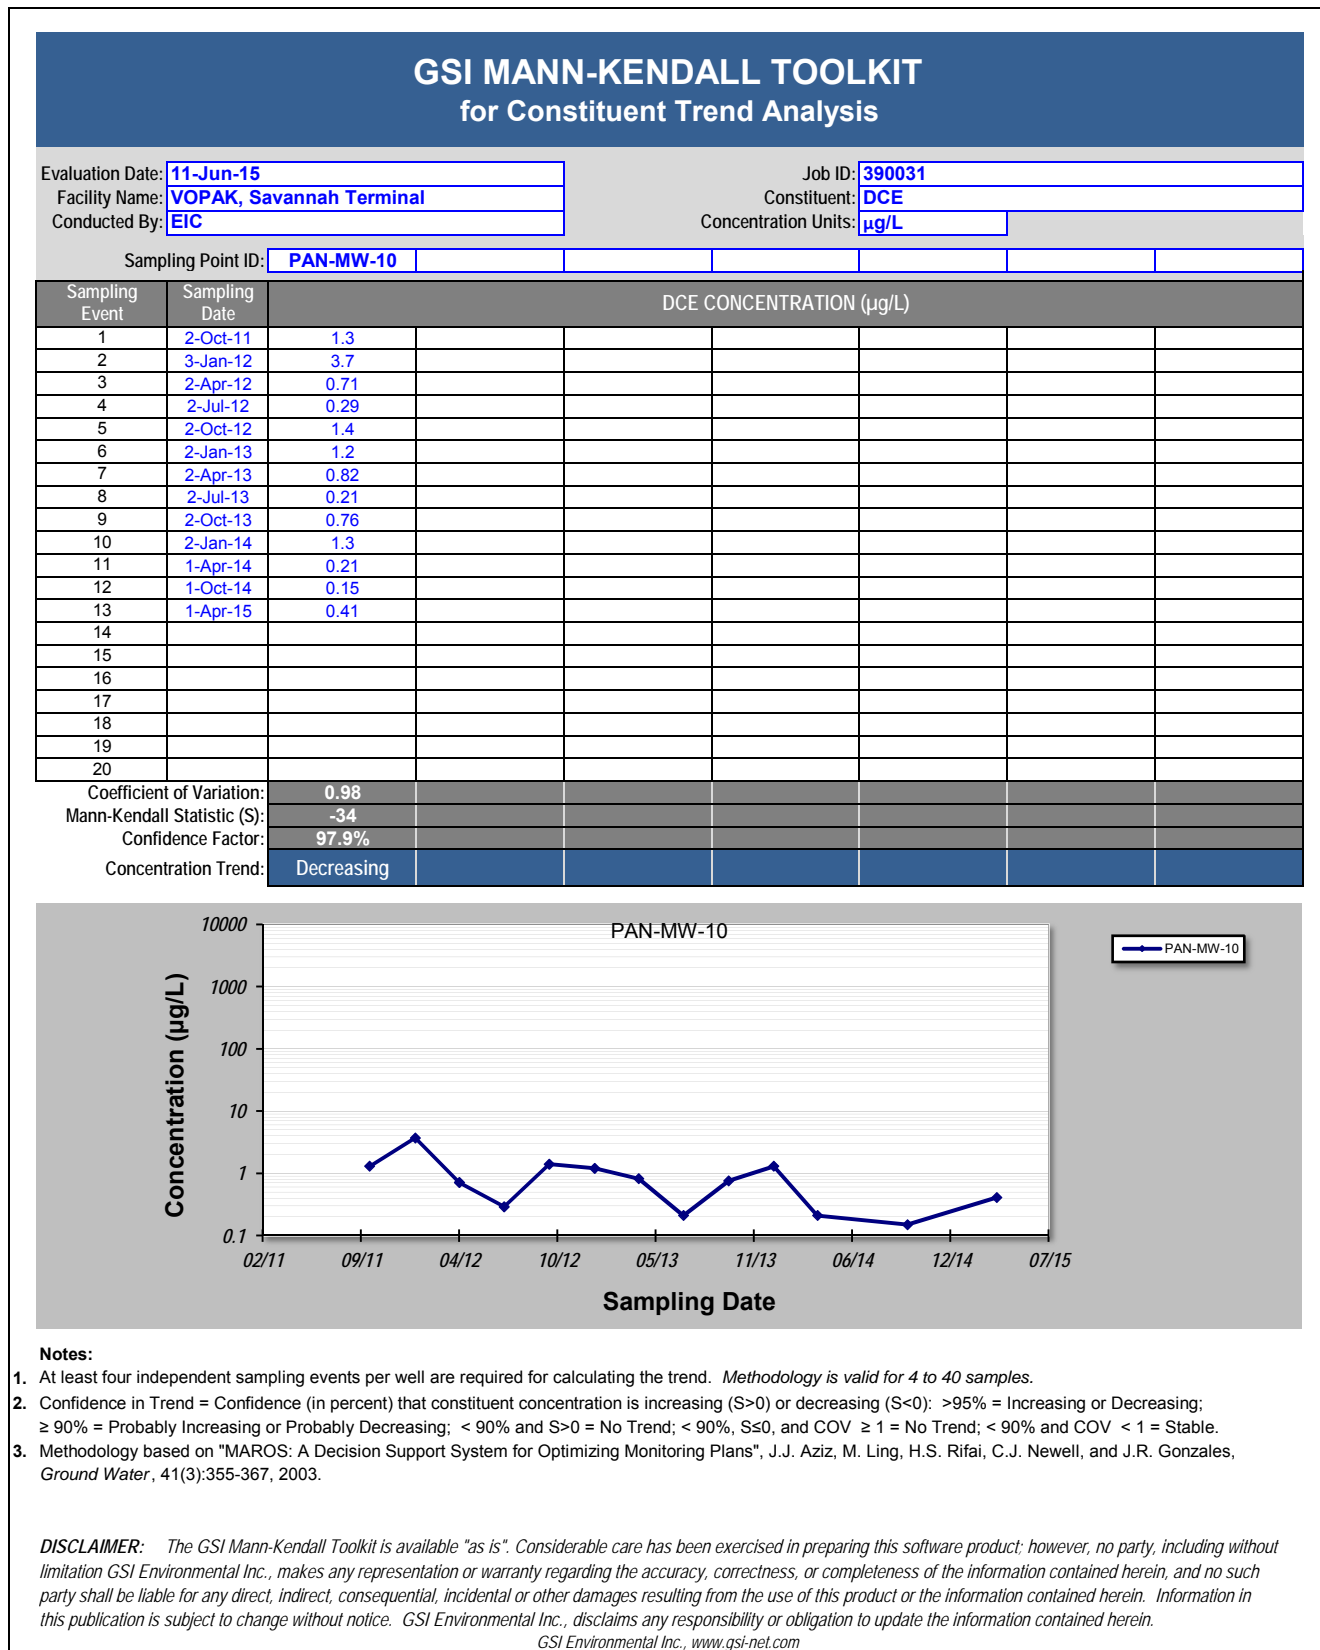 GSI MANN-KENDALL TOOLKIT
for Constituent Trend Analysis
Evaluation Date: 11-Jun-15 Job ID: 390031
Facility Name: VOPAK, Savannah Terminal Constituent: DCE
Conducted By: EIC Concentration Units: µg/L
Sampling Point ID: PAN-MW-10
Sampling Event Sampling Date DCE CONCENTRATION (µg/L)
1 2-Oct-11 1.3
2 3-Jan-12 3.7
3 2-Apr-12 0.71
4 2-Jul-12 0.29
5 2-Oct-12 1.4
6 2-Jan-13 1.2
7 2-Apr-13 0.82
8 2-Jul-13 0.21
9 2-Oct-13 0.76
10 2-Jan-14 1.3
11 1-Apr-14 0.21
12 1-Oct-14 0.15
13 1-Apr-15 0.41
14
15
16
17
18
19
20
Coefficient of Variation: 0.98
Mann-Kendall Statistic (S): -34
Confidence Factor: 97.9%
Concentration Trend: Decreasing
PAN-MW-10
PAN-MW-10
Concentration (µg/L)
10000
1000
100
10
1
0.1
02/11 09/11 04/12 10/12 05/13 11/13 06/14 12/14 07/15
Sampling Date
Notes:
1. At least four independent sampling events per well are required for calculating the trend. Methodology is valid for 4 to 40 samples.
2. Confidence in Trend = Confidence (in percent) that constituent concentration is increasing (S>0) or decreasing (S<0): >95% = Increasing or Decreasing;
≥ 90% = Probably Increasing or Probably Decreasing; < 90% and S>0 = No Trend; < 90%, S≤0, and COV ≥ 1 = No Trend; < 90% and COV < 1 = Stable.
3. Methodology based on "MAROS: A Decision Support System for Optimizing Monitoring Plans", J.J. Aziz, M. Ling, H.S. Rifai, C.J. Newell, and J.R. Gonzales,
Ground Water, 41(3):355-367, 2003.
DISCLAIMER: The GSI Mann-Kendall Toolkit is available "as is". Considerable care has been exercised in preparing this software product; however, no party, including without
limitation GSI Environmental Inc., makes any representation or warranty regarding the accuracy, correctness, or completeness of the information contained herein, and no such
party shall be liable for any direct, indirect, consequential, incidental or other damages resulting from the use of this product or the information contained herein. Information in
this publication is subject to change without notice. GSI Environmental Inc., disclaims any responsibility or obligation to update the information contained herein.
GSI Environmental Inc., www.gsi-net.com